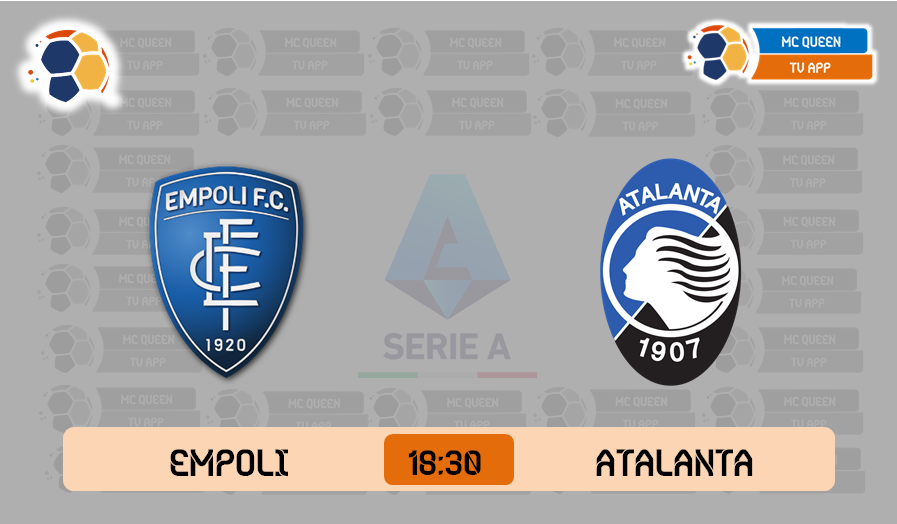 MC QUEEN
TV APP
EMPOLI F.C.
1920
ATALANTA
1907
SERIE A
EMPOLI
18:30
ATALANTA